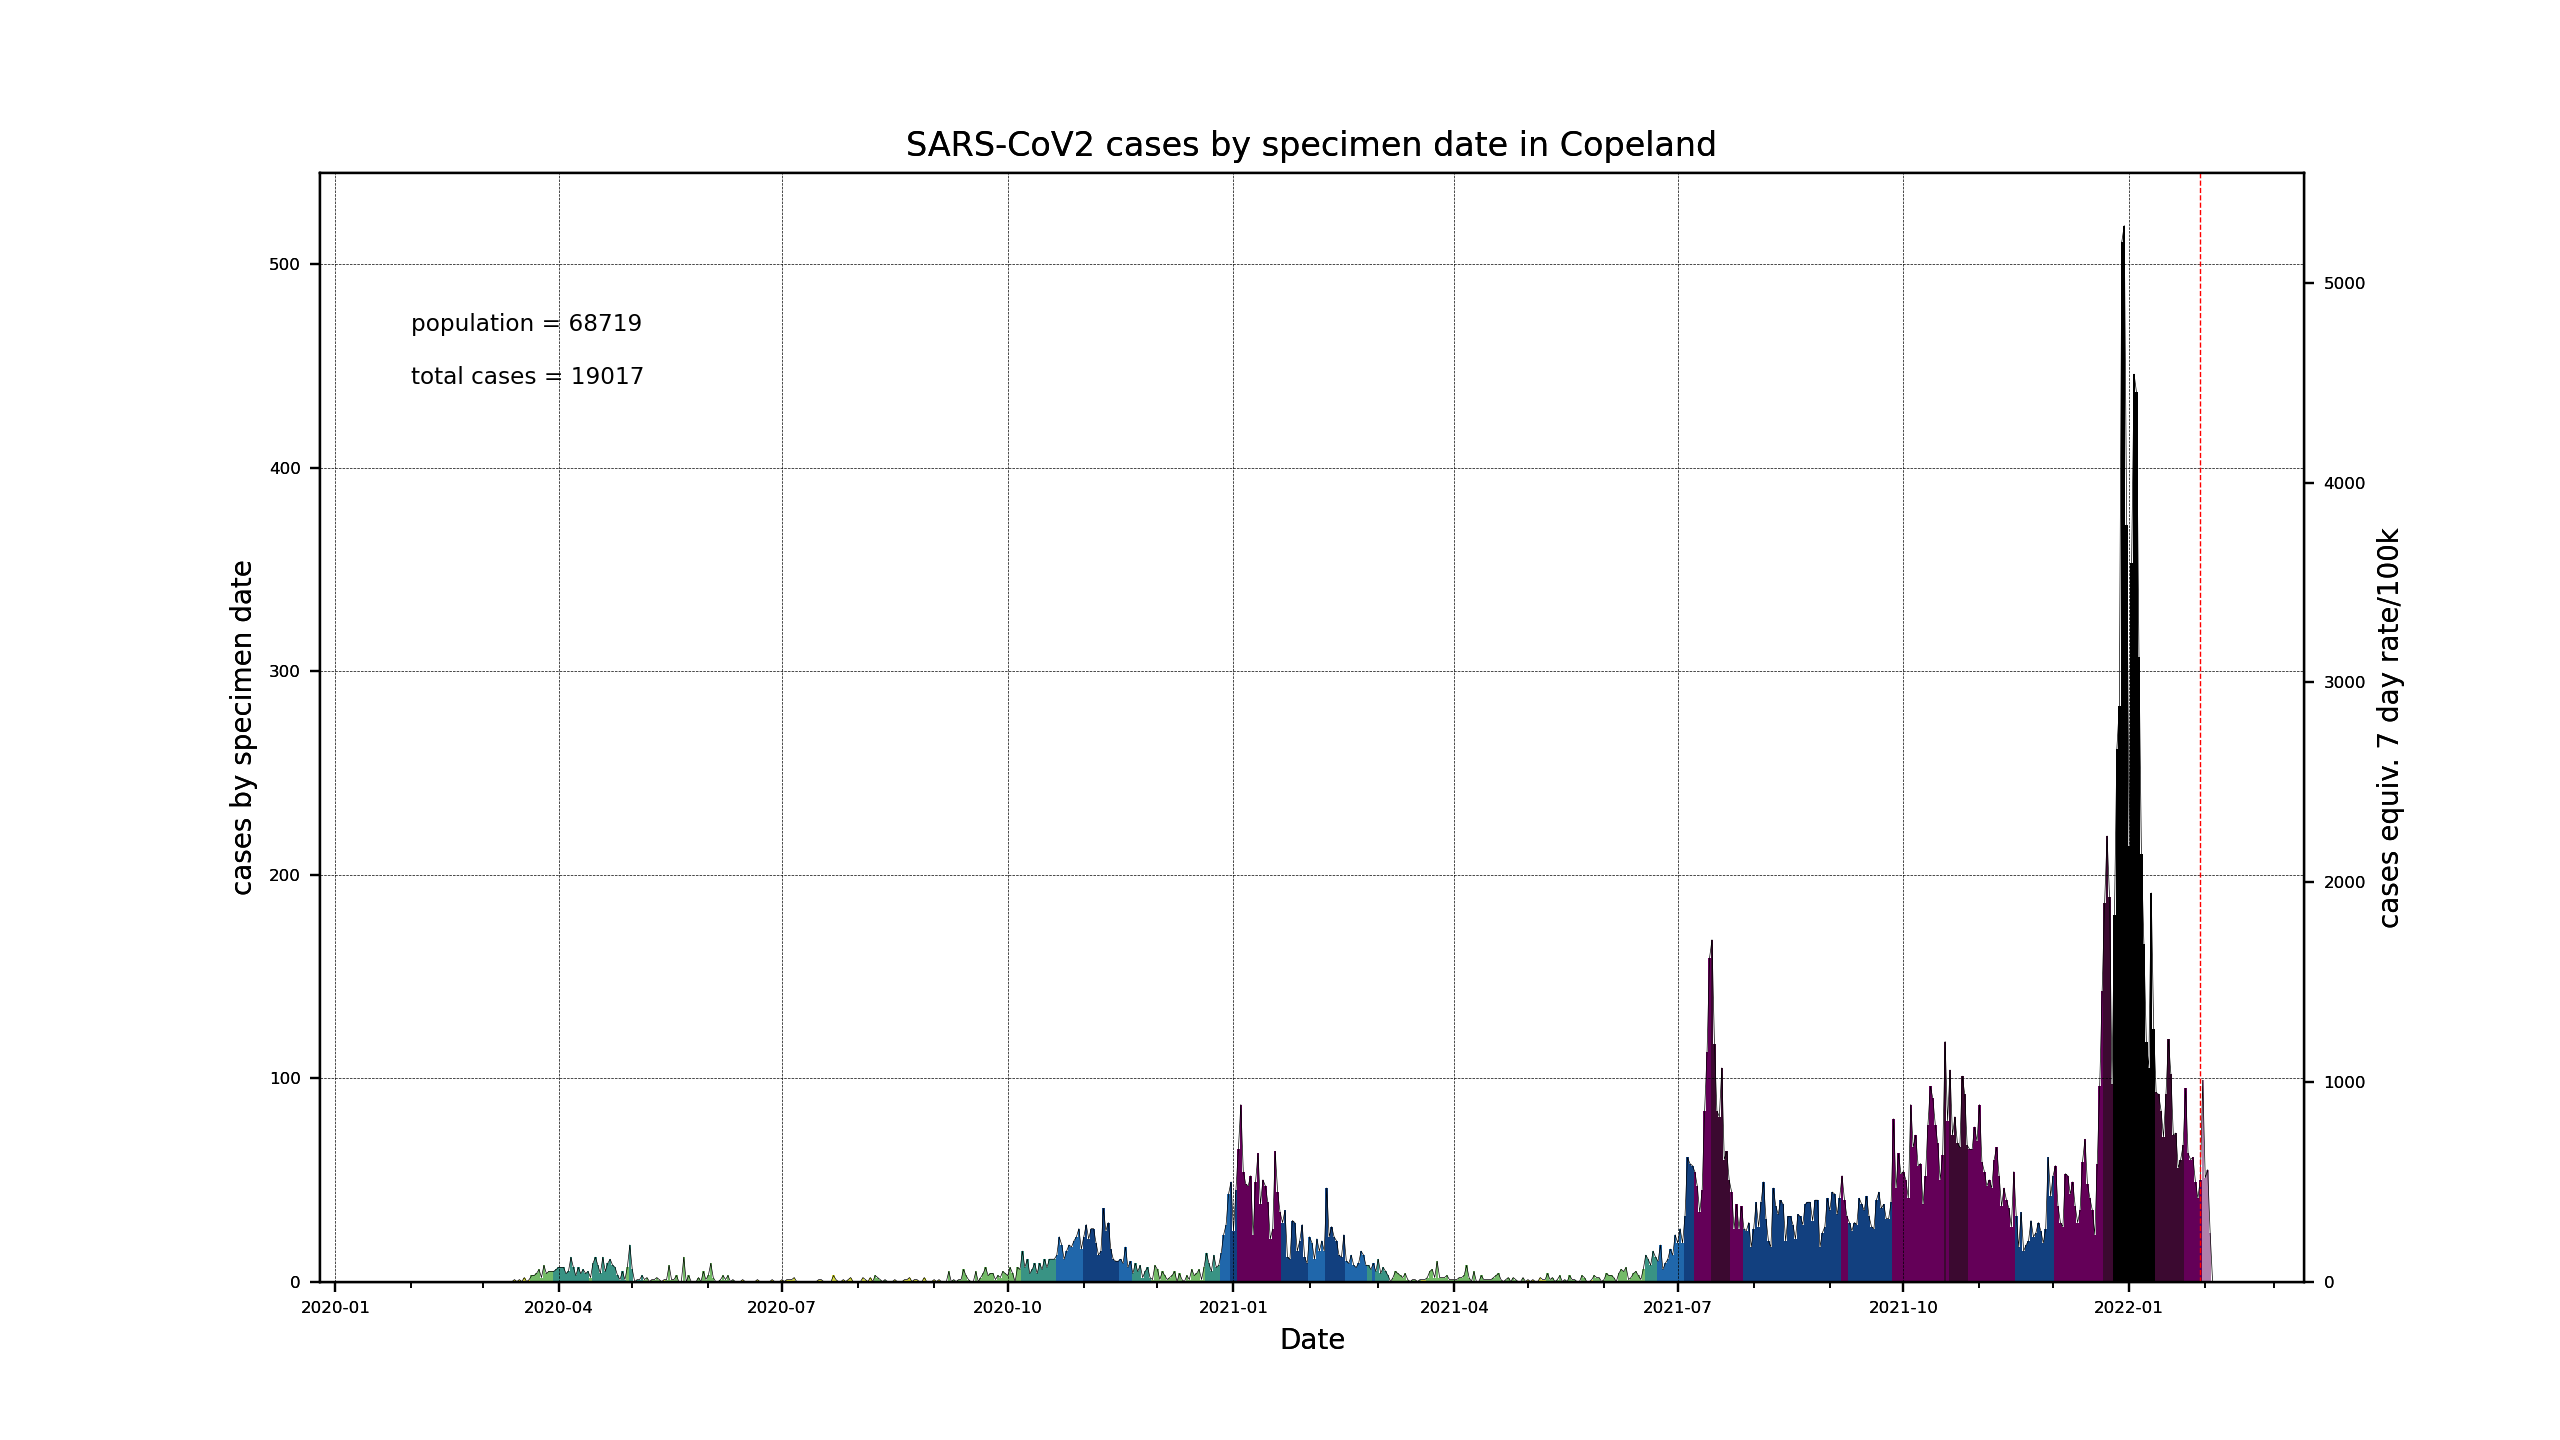 SARS-CoV2 cases by specimen date in Copeland
population = 68719
total cases = 19017
cases by specimen date
500
400
300
200
100
0
cases equiv. 7 day rate/100k
5000
4000
3000
2000
1000
0
2020-01 2020-04 2020-07 2020-10 2021-01 2021-04 2021-07 2021-10 2022-01
Date